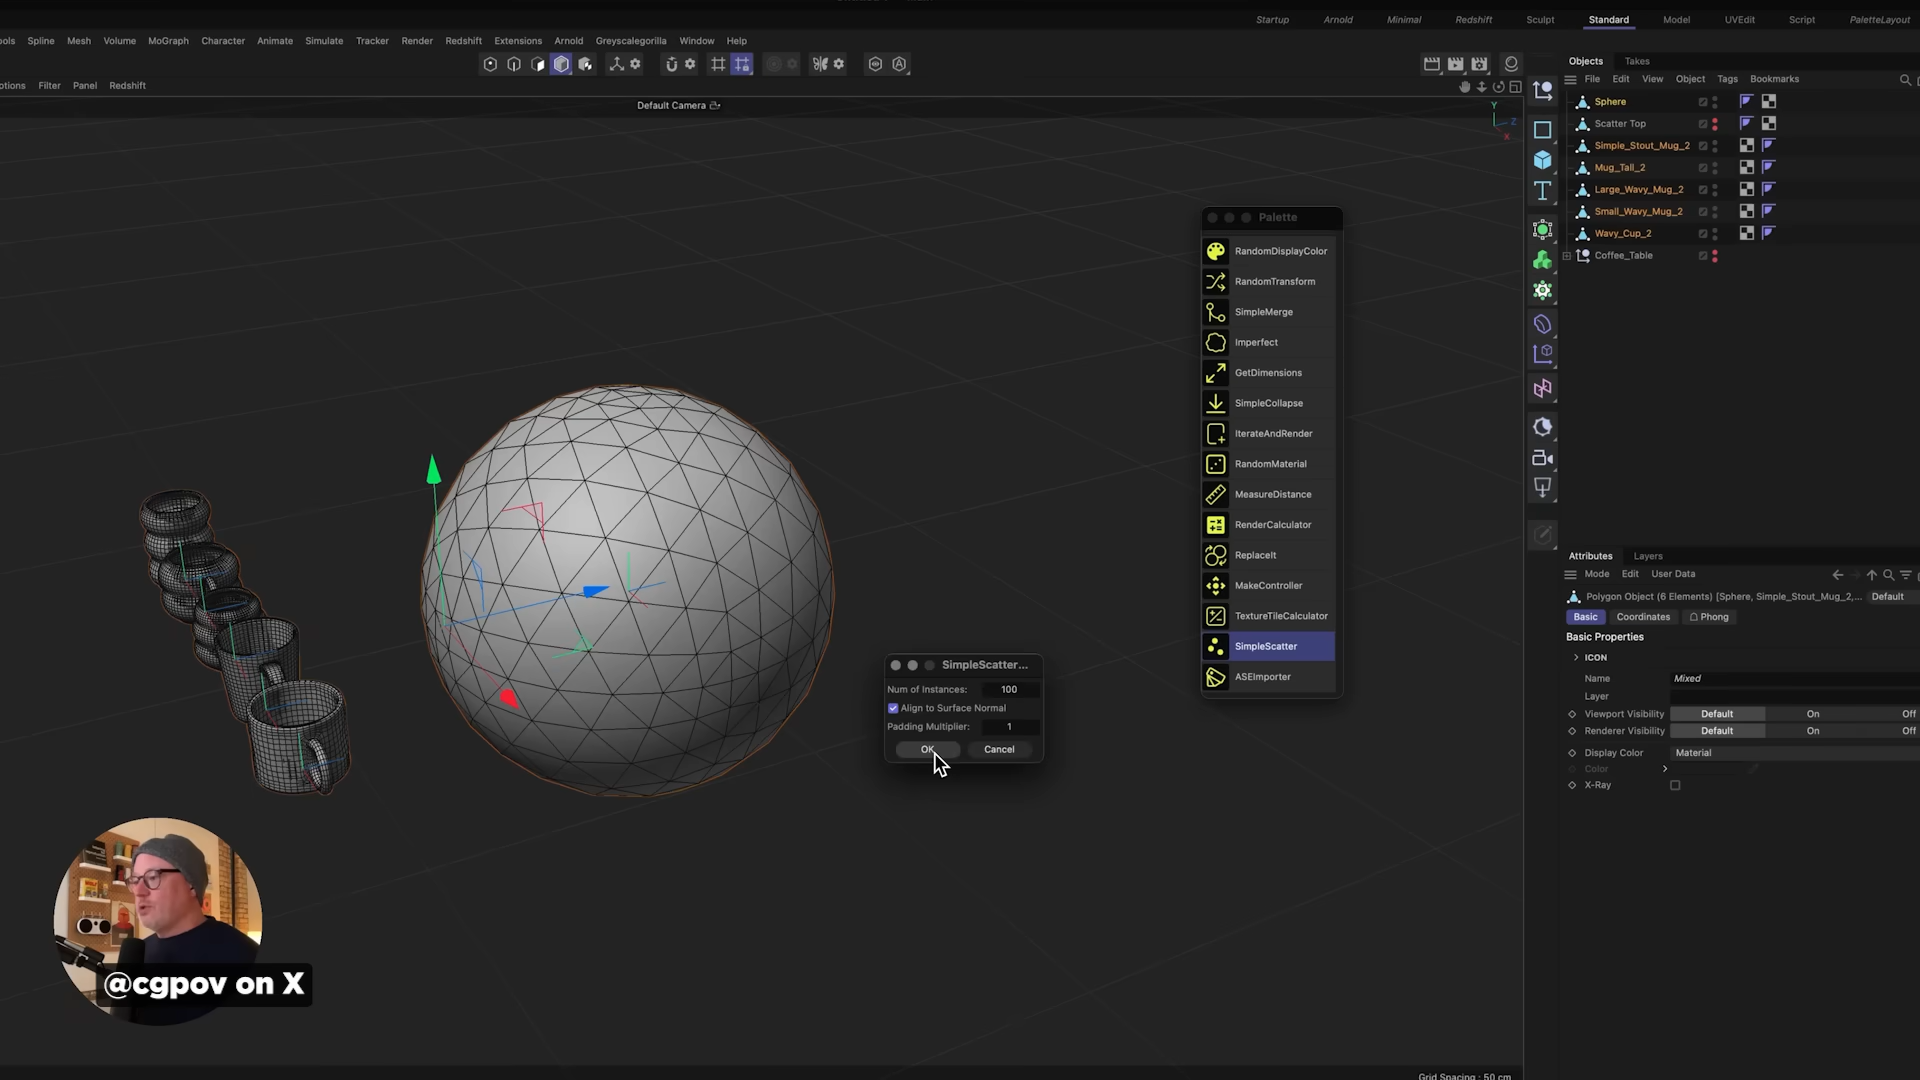 Startup Arnold Minimal Redshift Sculpt Standard Model UVEdit Script PaletteLayout
ols Spline Mesh Volume MoGraph Character Animate Simulate Tracker Render Redshift Extensions Arnold Greyscalegorilla Window Help
Objects Takes
File Edit View Object Tags Bookmarks
ptions Filter Panel Redshift
Default Camera
Y
Z
X
Sphere
Scatter Top
Simple_Stout_Mug_2
Mug_Tall_2
Large_Wavy_Mug_2
Small_Wavy_Mug_2
Wavy_Cup_2
Coffee_Table
Palette
RandomDisplayColor
RandomTransform
SimpleMerge
Imperfect
GetDimensions
SimpleCollapse
IterateAndRender
RandomMaterial
MeasureDistance
RenderCalculator
ReplaceIt
MakeController
TextureTileCalculator
SimpleScatter
ASEImporter
SimpleScatter...
Num of Instances: 100
Align to Surface Normal
Padding Multiplier: 1
OK Cancel
Attributes Layers
Mode Edit User Data
Polygon Object (6 Elements) [Sphere, Simple_Stout_Mug_2,... Default
Basic Coordinates Phong
Basic Properties
ICON
Name Mixed
Layer
Viewport Visibility Default On Off
Renderer Visibility Default On Off
Display Color Material
Color
X-Ray
@cgpov on X
Grid Spacing : 50 cm